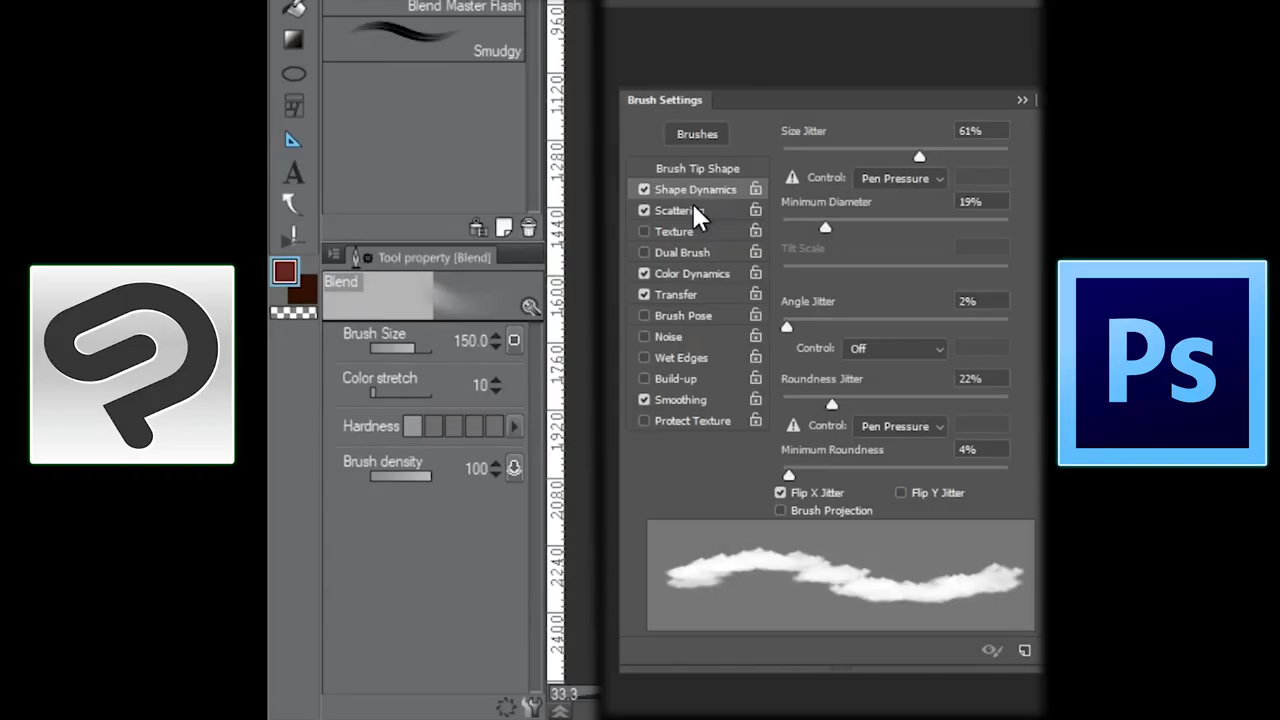 Blend Master Flash
Smudgy
Tool property [Blend]
Blend
Brush Size 150.0
Color stretch 10
Hardness
Brush density 100
33.3
960
1120
1280
1440
1600
1760
1920
2080
2240
2400
Brush Settings
Brushes
Brush Tip Shape
Shape Dynamics
Scattering
Texture
Dual Brush
Color Dynamics
Transfer
Brush Pose
Noise
Wet Edges
Build-up
Smoothing
Protect Texture
Size Jitter 61%
Control: Pen Pressure
Minimum Diameter 19%
Tilt Scale
Angle Jitter 2%
Control: Off
Roundness Jitter 22%
Control: Pen Pressure
Minimum Roundness 4%
Flip X Jitter Flip Y Jitter
Brush Projection
Ps